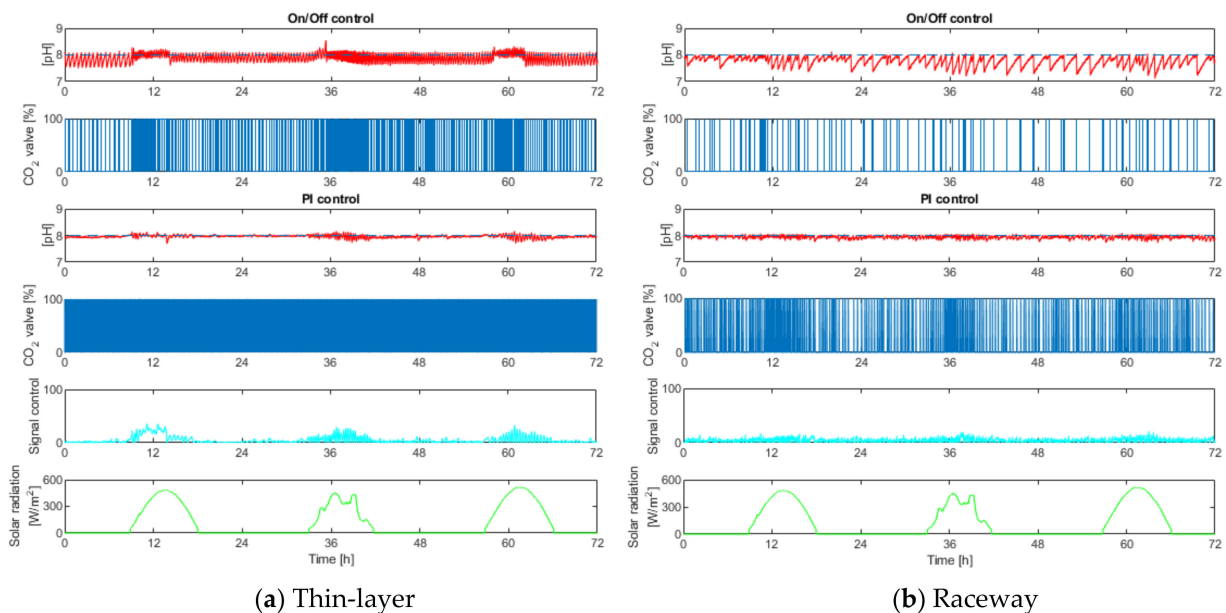 On/Off control
9
8
7
[pH]
0 12 24 36 48 60 72
100
0
CO2 valve [%]
0 12 24 36 48 60 72
PI control
9
8
7
[pH]
0 12 24 36 48 60 72
100
0
CO2 valve [%]
0 12 24 36 48 60 72
100
0
Signal control
0 12 24 36 48 60 72
600
300
0
Solar radiation
[W/m2]
0 12 24 36 48 60 72
Time [h]
(a) Thin-layer
On/Off control
9
8
7
[pH]
0 12 24 36 48 60 72
100
0
CO2 valve [%]
0 12 24 36 48 60 72
PI control
9
8
7
[pH]
0 12 24 36 48 60 72
100
0
CO2 valve [%]
0 12 24 36 48 60 72
100
0
Signal control
0 12 24 36 48 60 72
600
300
0
Solar radiation
[W/m2]
0 12 24 36 48 60 72
Time [h]
(b) Raceway